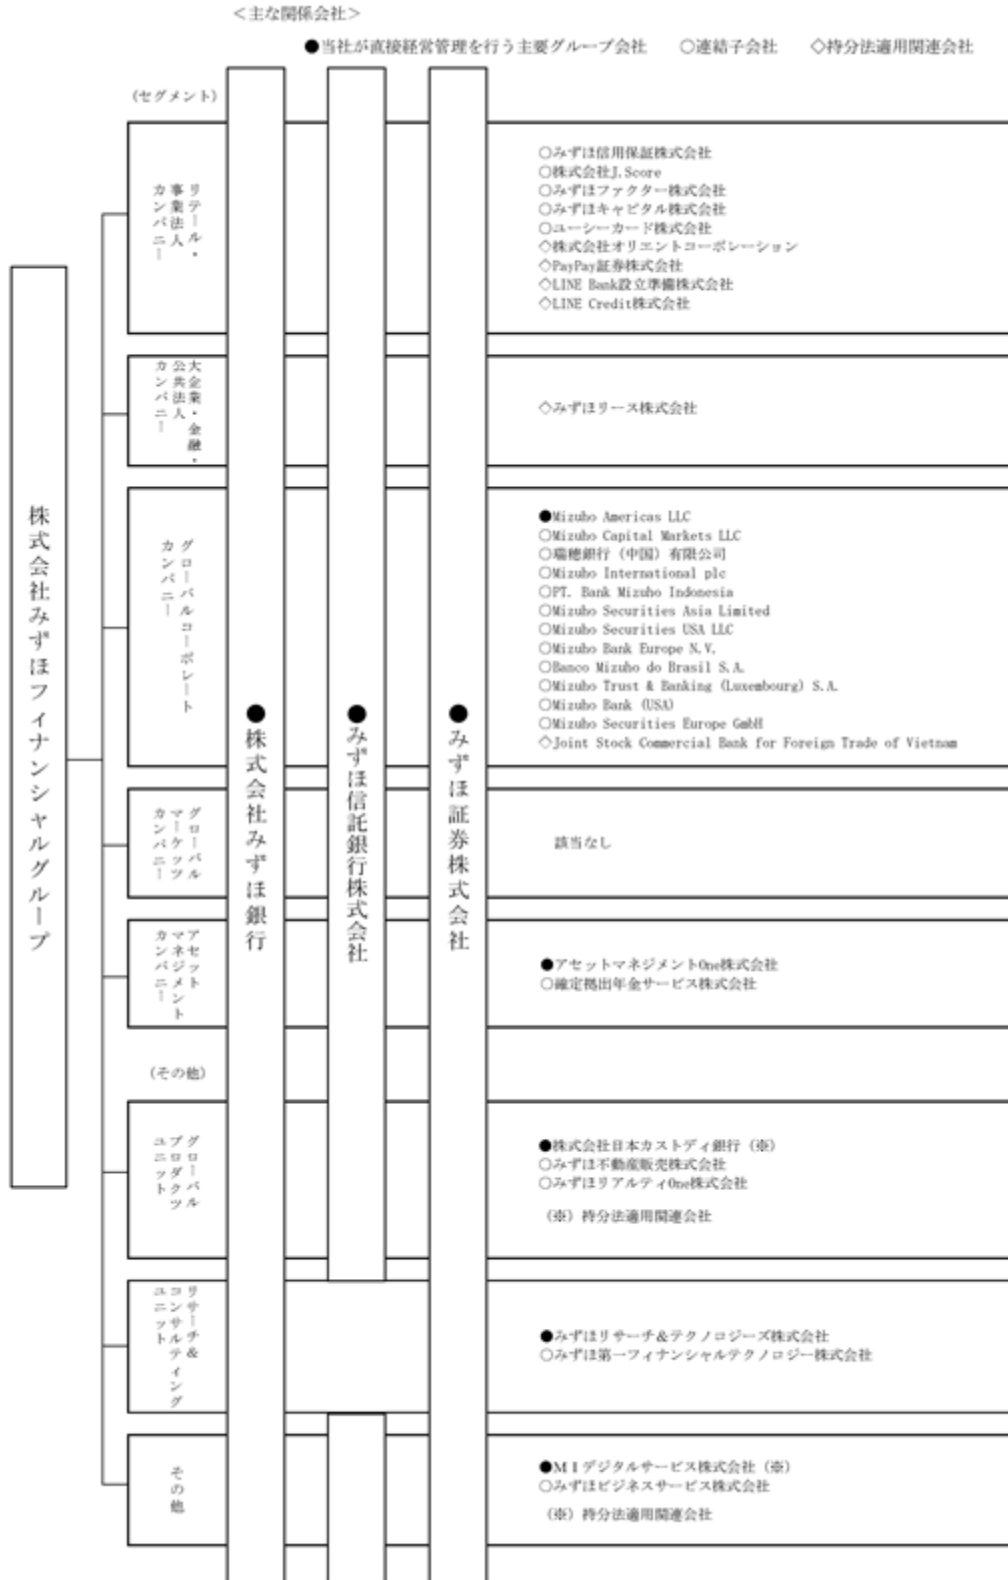 ＜主な関係会社＞
●当社が直接経営管理を行う主要グループ会社 ○連結子会社 ◇持分法適用関連会社
(セグメント)
株式会社みずほフィナンシャルグループ
●株式会社みずほ銀行
●みずほ信託銀行株式会社
●みずほ証券株式会社
リテール・
事業法人
カンパニー
○みずほ信用保証株式会社
○株式会社J.Score
○みずほファクター株式会社
○みずほキャピタル株式会社
○ユーシーカード株式会社
◇株式会社オリエントコーポレーション
◇PayPay証券株式会社
◇LINE Bank設立準備株式会社
◇LINE Credit株式会社
大企業・金融・
公共法人
カンパニー
◇みずほリース株式会社
グローバルコーポレート
カンパニー
●Mizuho Americas LLC
○Mizuho Capital Markets LLC
○瑞穂銀行（中国）有限公司
○Mizuho International plc
○PT. Bank Mizuho Indonesia
○Mizuho Securities Asia Limited
○Mizuho Securities USA LLC
○Mizuho Bank Europe N.V.
○Banco Mizuho do Brasil S.A.
○Mizuho Trust & Banking (Luxembourg) S.A.
○Mizuho Bank (USA)
○Mizuho Securities Europe GmbH
◇Joint Stock Commercial Bank for Foreign Trade of Vietnam
グローバル
マーケッツ
カンパニー
該当なし
アセット
マネジメント
カンパニー
●アセットマネジメントOne株式会社
○確定拠出年金サービス株式会社
(その他)
グローバル
プロダクツ
ユニット
●株式会社日本カストディ銀行（※）
○みずほ不動産販売株式会社
○みずほリアルティOne株式会社
（※）持分法適用関連会社
リサーチ&
コンサルティング
ユニット
●みずほリサーチ&テクノロジーズ株式会社
○みずほ第一フィナンシャルテクノロジー株式会社
その他
●ＭＩデジタルサービス株式会社（※）
○みずほビジネスサービス株式会社
（※）持分法適用関連会社